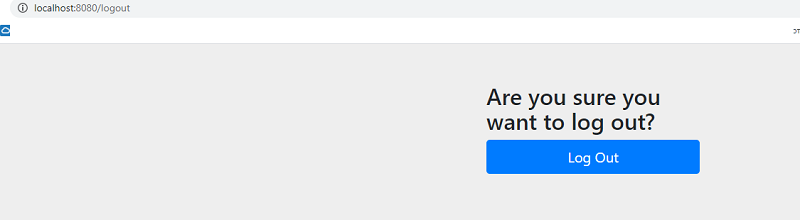 localhost:8080/logout
Are you sure you
want to log out?
Log Out